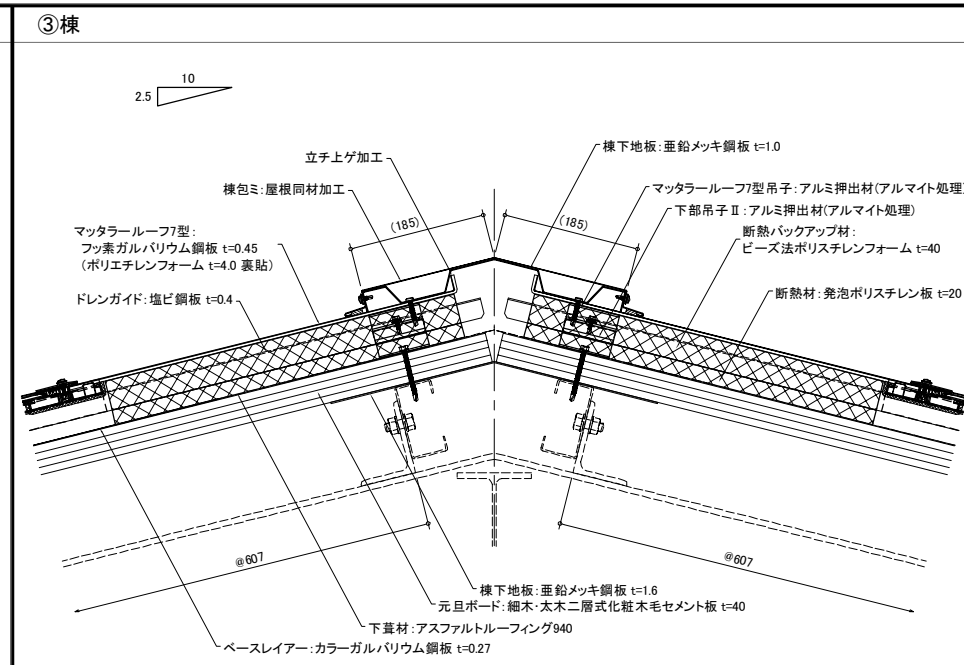 ③棟
10
2.5
立チ上ゲ加工
棟包ミ:屋根同材加工
マッタラールーフ7型:
フッ素ガルバリウム鋼板 t=0.45
(ポリエチレンフォーム t=4.0 裏貼)
ドレンガイド:塩ビ鋼板 t=0.4
(185)
(185)
棟下地板:亜鉛メッキ鋼板 t=1.0
マッタラールーフ7型吊子:アルミ押出材(アルマイト処理)
下部吊子Ⅱ:アルミ押出材(アルマイト処理)
断熱バックアップ材:
ビーズ法ポリスチレンフォーム t=40
断熱材:発泡ポリスチレン板 t=20
@607
@607
棟下地板:亜鉛メッキ鋼板 t=1.6
元旦ボード:細木・太木二層式化粧木毛セメント板 t=40
下葺材:アスファルトルーフィング940
ベースレイアー:カラーガルバリウム鋼板 t=0.27